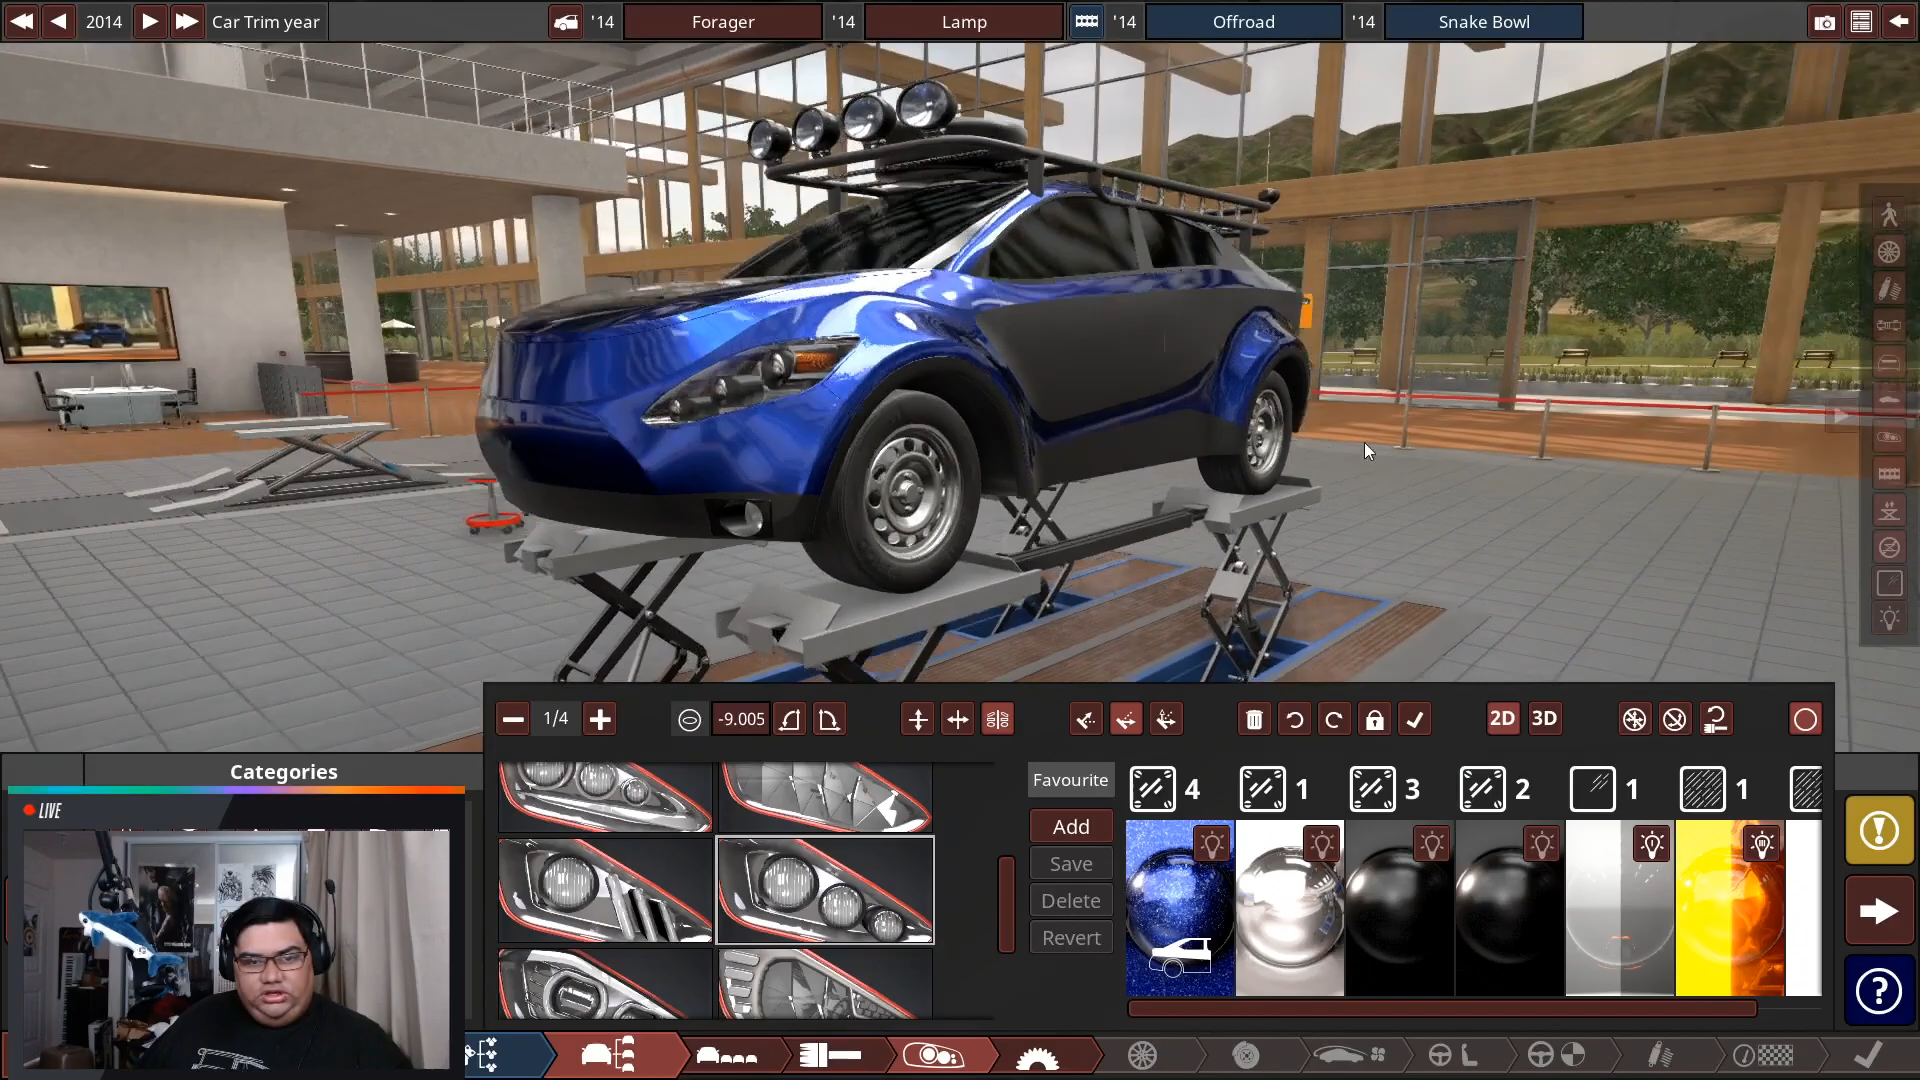 2014 Car Trim year '14 Forager '14 Lamp '14 Offroad '14 Snake Bowl
1/4 -9.005 2D 3D
Categories
LIVE
Favourite 4 1 3 2 1 1
Add
Save
Delete
Revert